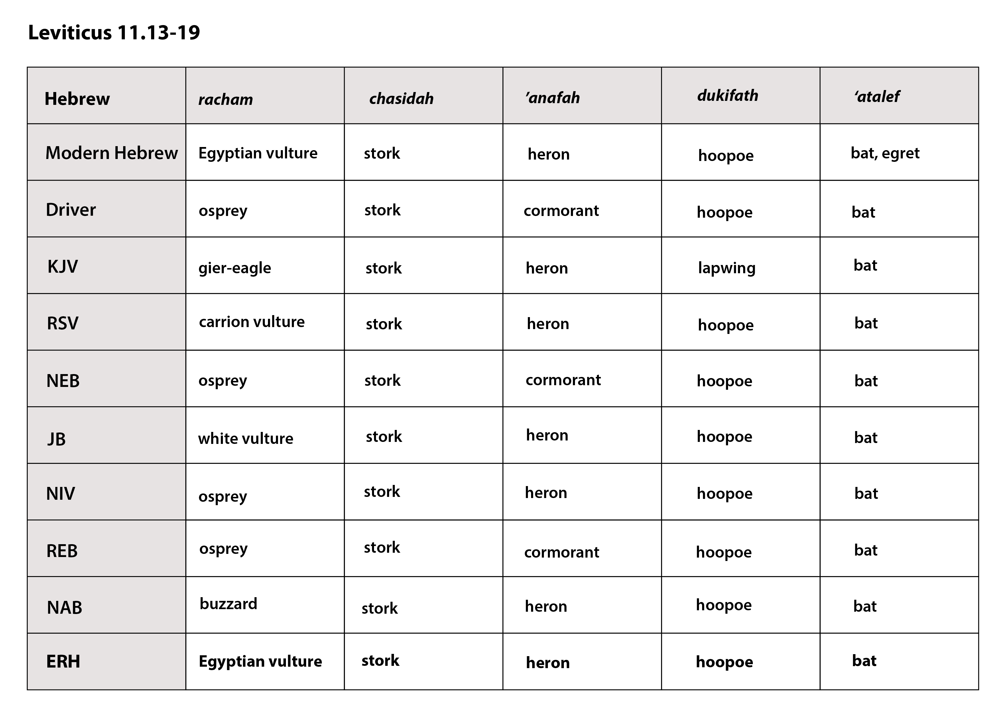 Leviticus 11.13-19
Hebrew racham chasidah ’anafah dukifath ‘atalef
Modern Hebrew Egyptian vulture stork heron hoopoe bat, egret
Driver osprey stork cormorant hoopoe bat
KJV gier-eagle stork heron lapwing bat
RSV carrion vulture stork heron hoopoe bat
NEB osprey stork cormorant hoopoe bat
JB white vulture stork heron hoopoe bat
NIV osprey stork heron hoopoe bat
REB osprey stork cormorant hoopoe bat
NAB buzzard stork heron hoopoe bat
ERH Egyptian vulture stork heron hoopoe bat